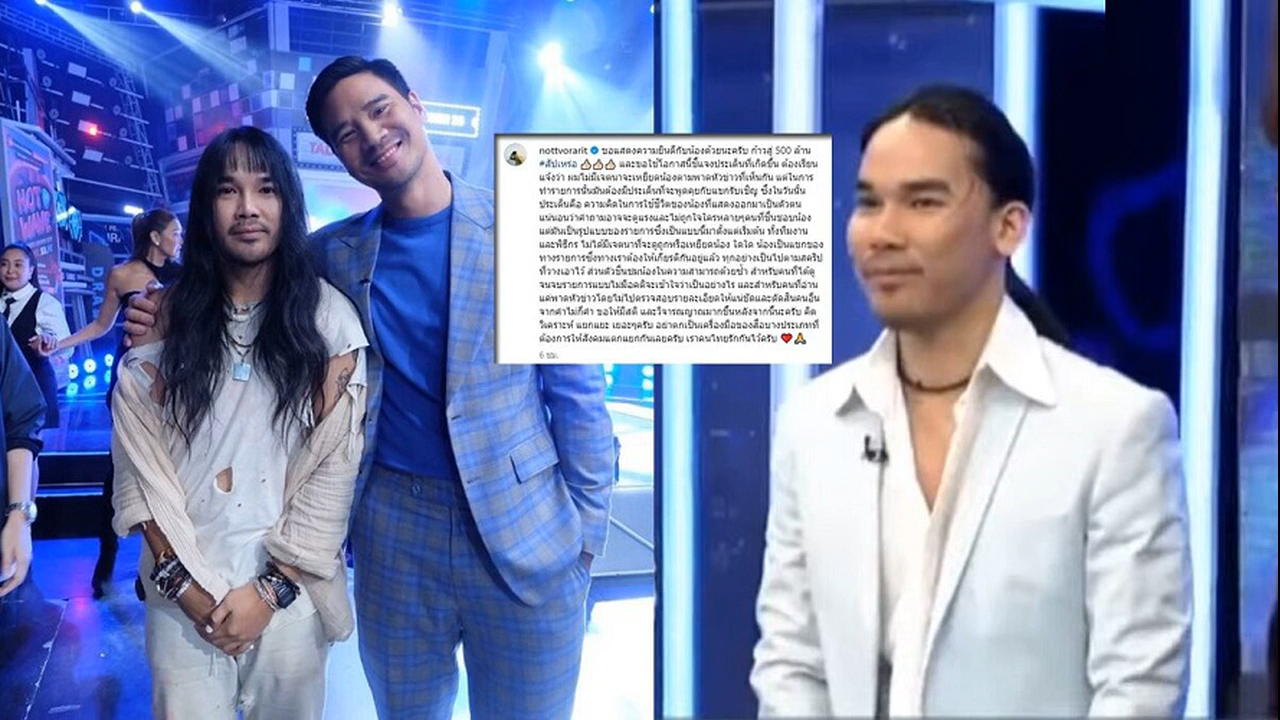 HOT
WAVE
nottvorarit ขอแสดงความยินดีกับน้องด้วยนะครับ ก้าวสู่ 500 ล้าน
#สัปเหร่อ 👍🏻👍🏻👍🏻 และขอใช้โอกาสนี้ชี้แจงประเด็นที่เกิดขึ้น ต้องเรียน
แจ้งว่า ผมไม่มีเจตนาจะเหยียดน้องตามพาดหัวข่าวที่เห็นกัน แต่ในการ
ทำรายการนั้นมันต้องมีประเด็นที่จะพูดคุยกับแขกรับเชิญ ซึ่งในวันนั้น
ประเด็นคือ ความคิดในการใช้ชีวิตของน้องที่แสดงออกมาเป็นตัวตน
แน่นอนว่าคำถามอาจจะดูแรงและไม่ถูกใจใครหลายๆคนที่ชื่นชอบน้อง
แต่มันเป็นรูปแบบของรายการซึ่งเป็นแบบนี้มาตั้งแต่เริ่มต้น ทั้งทีมงาน
และพิธีกร ไม่ได้มีเจตนาที่จะดูถูกหรือเหยียดน้อง ใดใด น้องเป็นแขกของ
ทางรายการซึ่งทางเราต้องให้เกียรติกันอยู่แล้ว ทุกอย่างเป็นไปตามสคริป
ที่วางเอาไว้ ส่วนตัวชื่นชมน้องในความสามารถด้วยซ้ำ สำหรับคนที่ได้ดู
จนจบรายการแบบไม่มีอคติจะเข้าใจว่าเป็นอย่างไร และสำหรับคนที่อ่าน
แค่พาดหัวข่าวโดยไม่ไปตรวจสอบรายละเอียดให้แน่ชัดและตัดสินคนอื่น
จากคำไม่กี่คำ ขอให้มีสติ และวิจารณญาณมากขึ้นหลังจากนี้นะครับ คิด
วิเคราะห์ แยกแยะ เยอะๆครับ อย่าตกเป็นเครื่องมือของสื่อบางประเภทที่
ต้องการให้สังคมแตกแยกกันเลยครับ เราคนไทยรักกันไว้ครับ ❤️🙏
6 ชม.